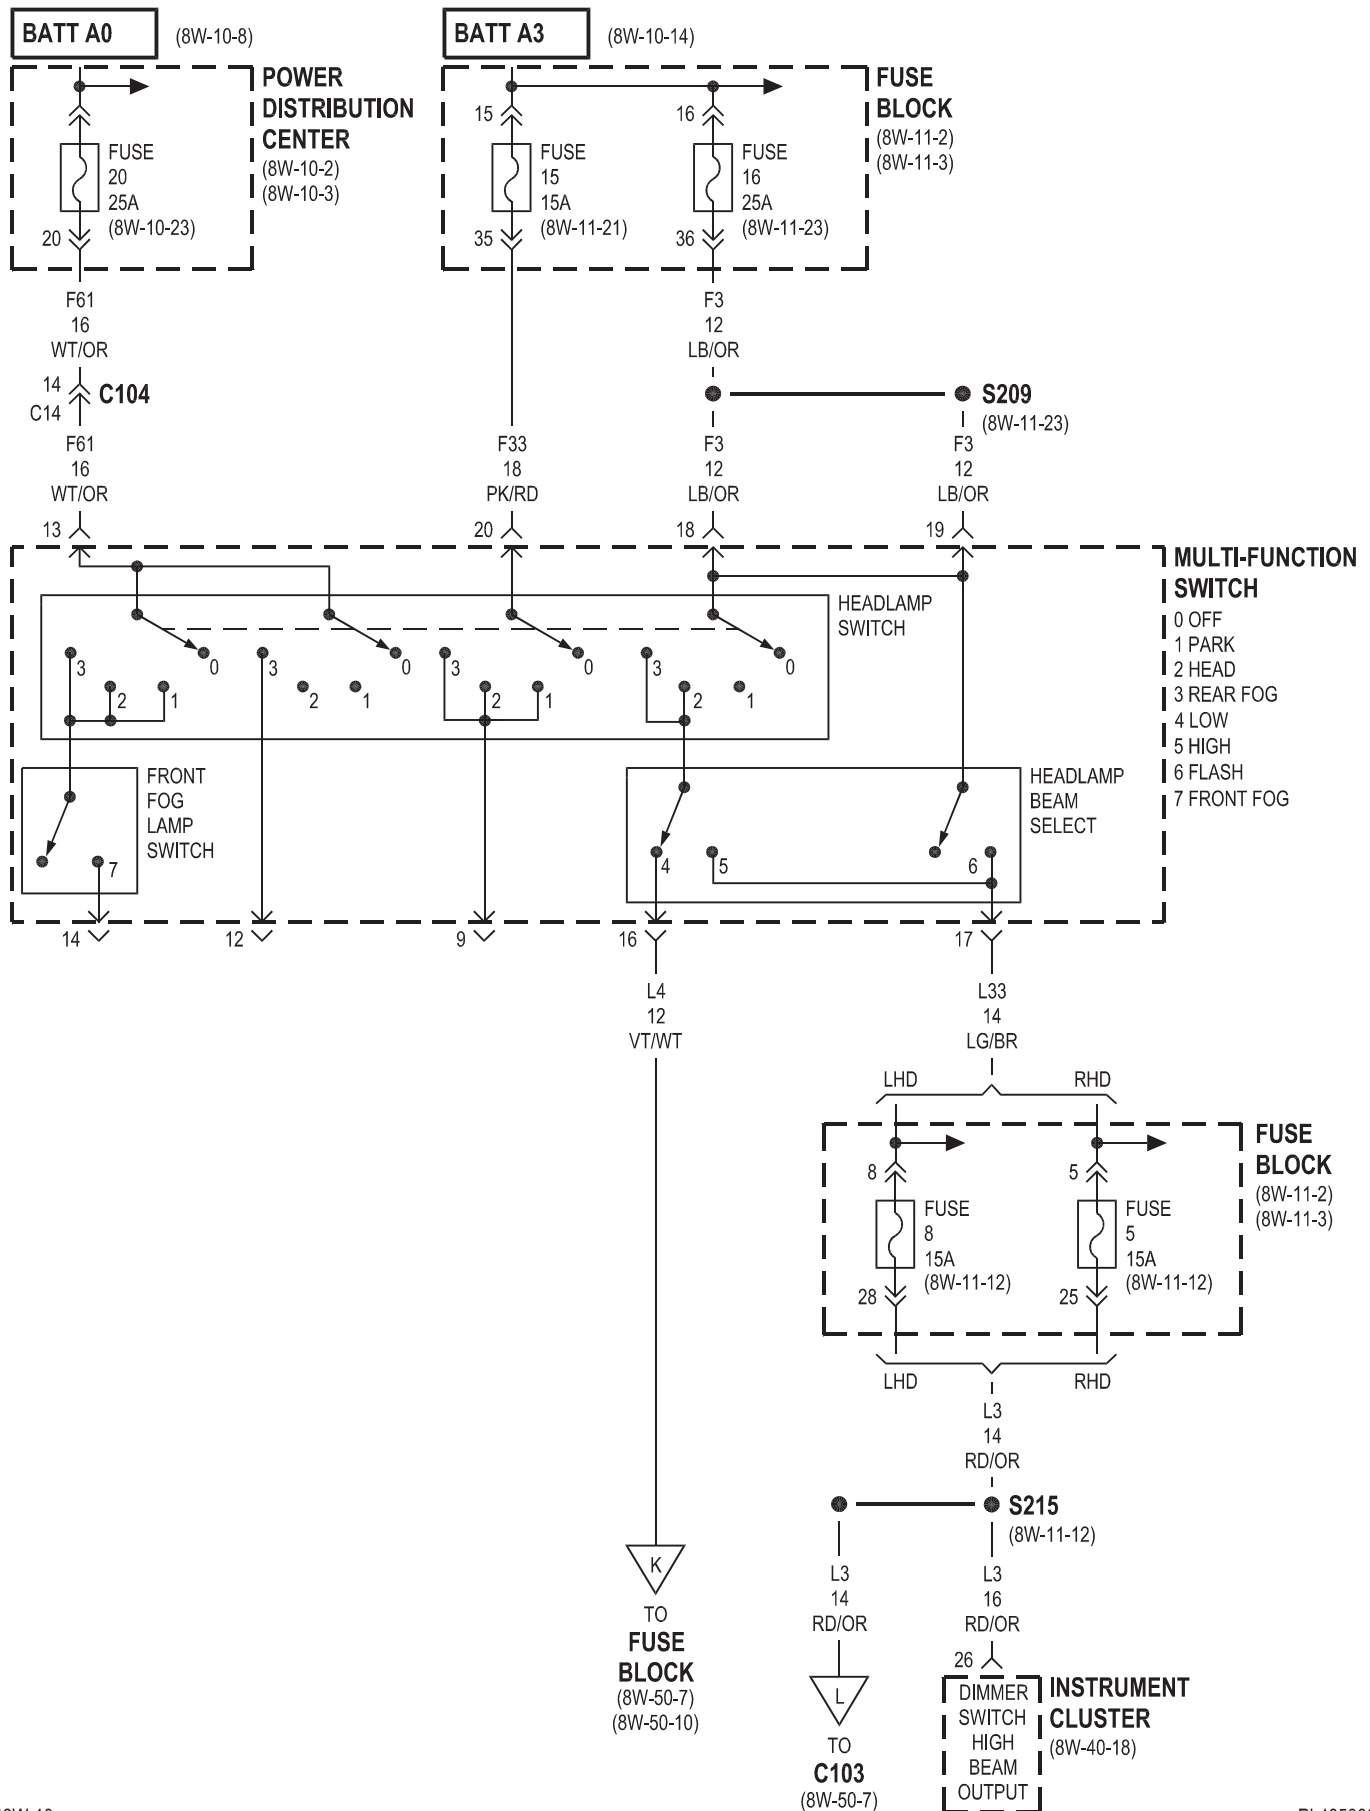 BATT A0
(8W-10-8)
BATT A3
(8W-10-14)
POWER
DISTRIBUTION
CENTER
(8W-10-2)
(8W-10-3)
FUSE
20
25A
(8W-10-23)
20
15
FUSE
15
15A
(8W-11-21)
35
16
FUSE
16
25A
(8W-11-23)
36
FUSE
BLOCK
(8W-11-2)
(8W-11-3)
F61
16
WT/OR
14
C14
C104
F61
16
WT/OR
13
F33
18
PK/RD
20
F3
12
LB/OR
S209
(8W-11-23)
F3
12
LB/OR
18
F3
12
LB/OR
19
MULTI-FUNCTION
SWITCH
0 OFF
1 PARK
2 HEAD
3 REAR FOG
4 LOW
5 HIGH
6 FLASH
7 FRONT FOG
HEADLAMP
SWITCH
3 2 1 0
3 2 1 0
3 2 1 0
3 2 1 0
FRONT
FOG
LAMP
SWITCH
7
HEADLAMP
BEAM
SELECT
4 5 6
14
12
9
16
17
L4
12
VT/WT
L33
14
LG/BR
LHD
RHD
FUSE
BLOCK
(8W-11-2)
(8W-11-3)
8
FUSE
8
15A
(8W-11-12)
28
5
FUSE
5
15A
(8W-11-12)
25
LHD
RHD
L3
14
RD/OR
S215
(8W-11-12)
K
TO
FUSE
BLOCK
(8W-50-7)
(8W-50-10)
L3
14
RD/OR
L
TO
C103
(8W-50-7)
L3
16
RD/OR
26
DIMMER
SWITCH
HIGH
BEAM
OUTPUT
INSTRUMENT
CLUSTER
(8W-40-18)